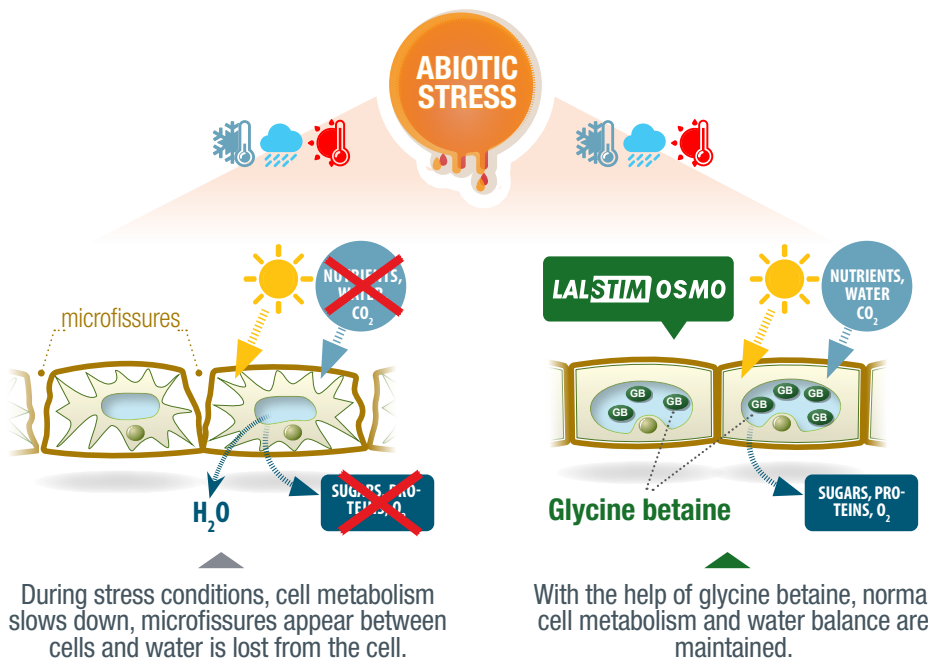 ABIOTIC
STRESS
NUTRIENTS,
WATER
CO2
microfissures
H2O
SUGARS, PRO-
TEINS, O2
During stress conditions, cell metabolism
slows down, microfissures appear between
cells and water is lost from the cell.
LALSTIM OSMO
NUTRIENTS,
WATER
CO2
GB
GB
GB
GB
GB
GB
GB
GB
Glycine betaine
SUGARS, PRO-
TEINS, O2
With the help of glycine betaine, norma
cell metabolism and water balance are
maintained.